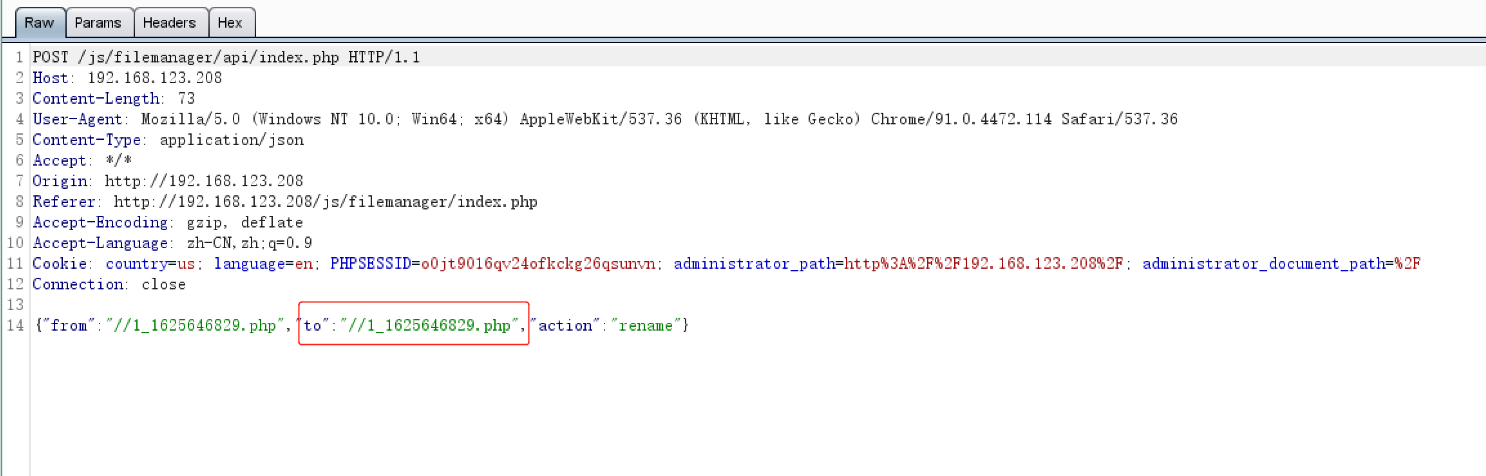 Raw Params Headers Hex
1 POST /js/filemanager/api/index.php HTTP/1.1
2 Host: 192.168.123.208
3 Content-Length: 73
4 User-Agent: Mozilla/5.0 (Windows NT 10.0; Win64; x64) AppleWebKit/537.36 (KHTML, like Gecko) Chrome/91.0.4472.114 Safari/537.36
5 Content-Type: application/json
6 Accept: */*
7 Origin: http://192.168.123.208
8 Referer: http://192.168.123.208/js/filemanager/index.php
9 Accept-Encoding: gzip, deflate
10 Accept-Language: zh-CN,zh;q=0.9
11 Cookie: country=us; language=en; PHPSESSID=o0jt9016qv24ofkckg26qsunvn; administrator_path=http%3A%2F%2F192.168.123.208%2F; administrator_document_path=%2F
12 Connection: close
13
14 {"from":"//1_1625646829.php","to":"//1_1625646829.php","action":"rename"}